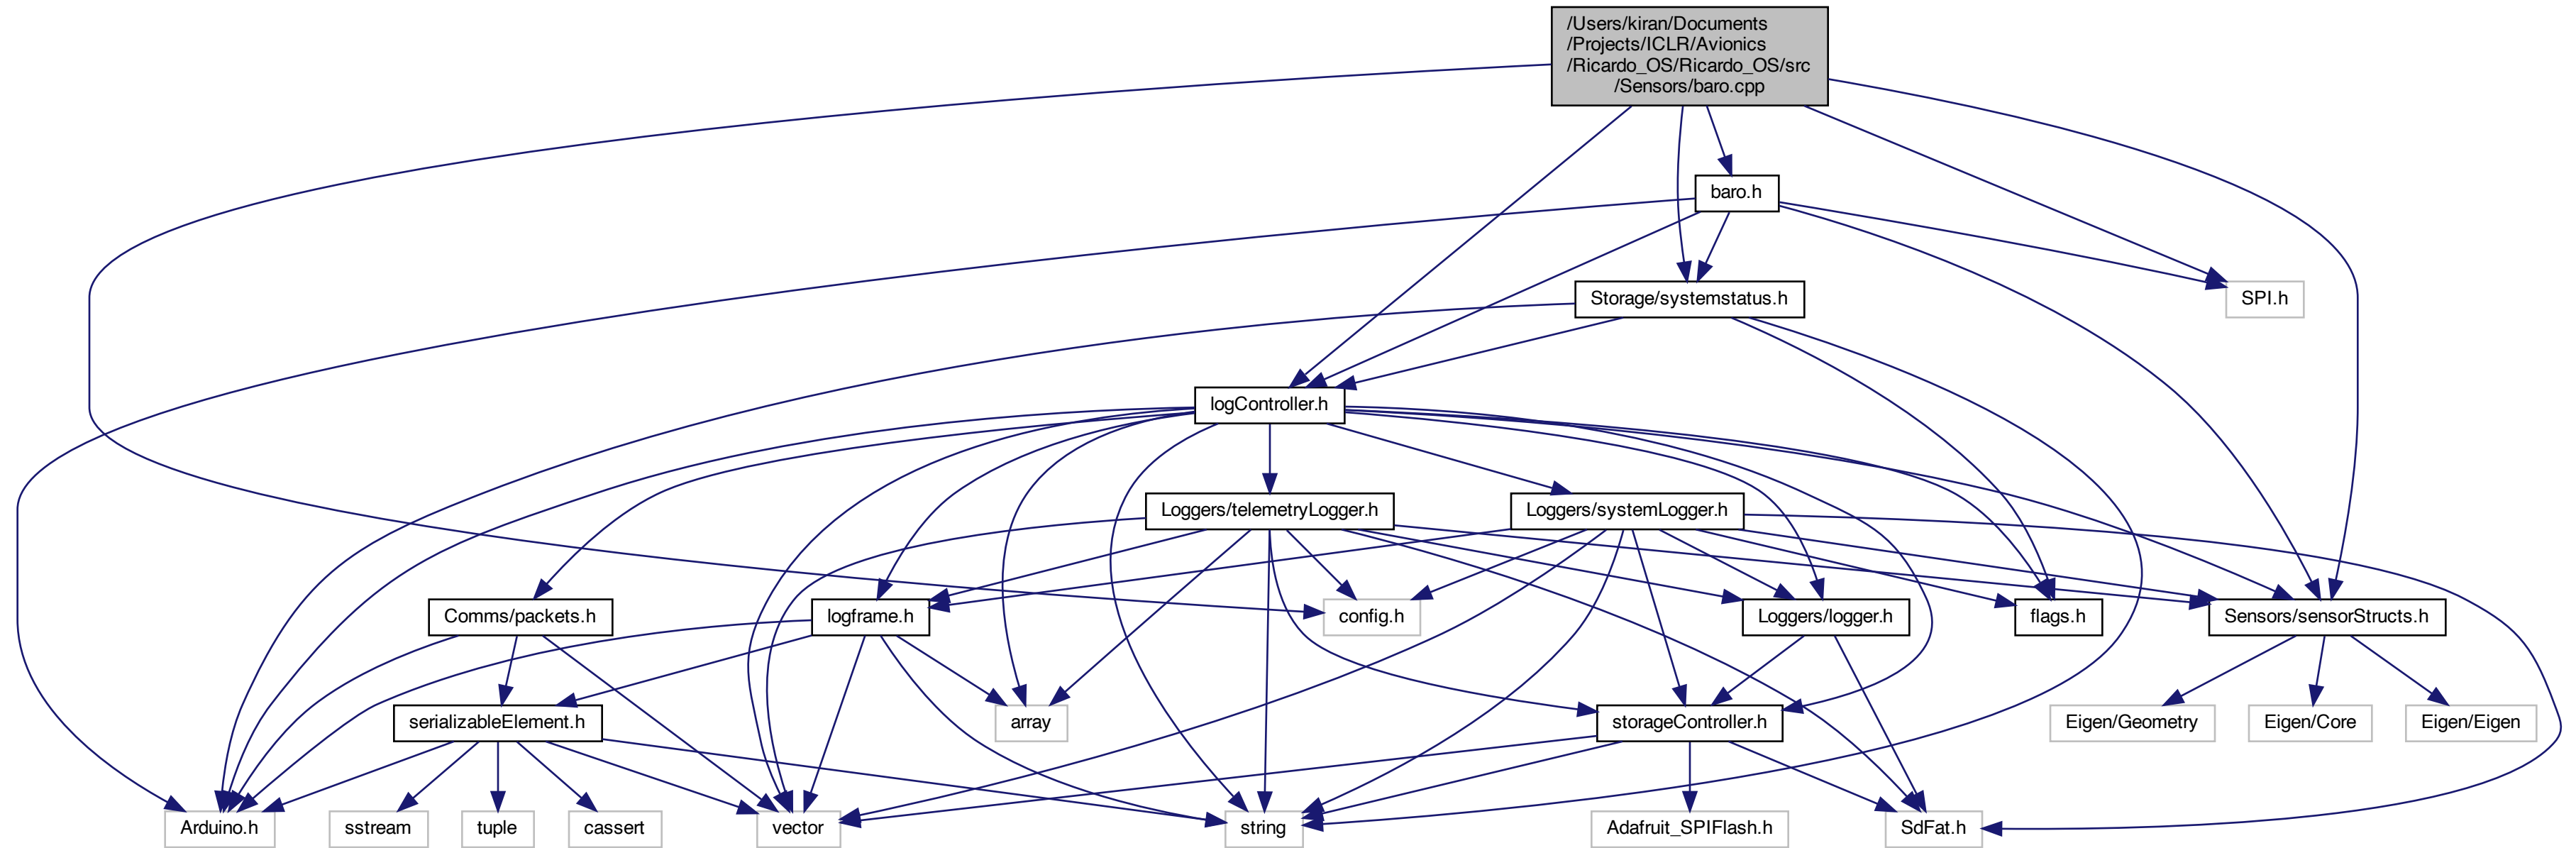 /Users/kiran/Documents
/Projects/ICLR/Avionics
/Ricardo_OS/Ricardo_OS/src
/Sensors/baro.cpp
baro.h
Storage/systemstatus.h
SPI.h
logController.h
Loggers/telemetryLogger.h
Loggers/systemLogger.h
Comms/packets.h
logframe.h
config.h
Loggers/logger.h
flags.h
Sensors/sensorStructs.h
serializableElement.h
array
storageController.h
Eigen/Geometry
Eigen/Core
Eigen/Eigen
Arduino.h
sstream
tuple
cassert
vector
string
Adafruit_SPIFlash.h
SdFat.h